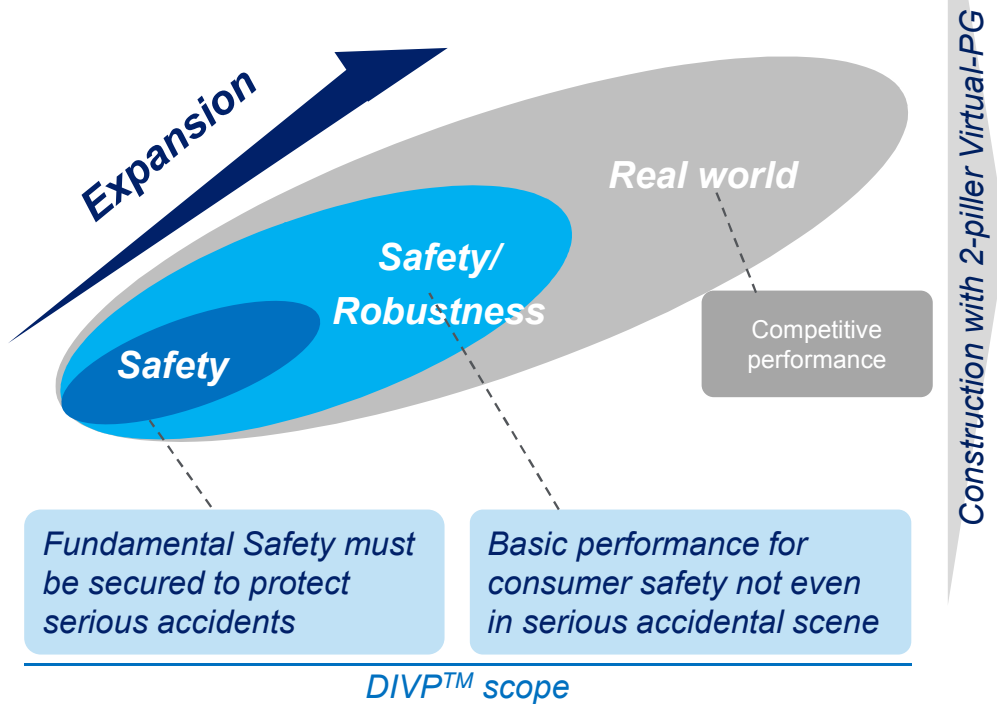 Expansion
Real world
Safety/
Robustness
Safety
Competitive
performance
Fundamental Safety must
be secured to protect
serious accidents
Basic performance for
consumer safety not even
in serious accidental scene
DIVP™ scope
Construction with 2-piller Virtual-PG